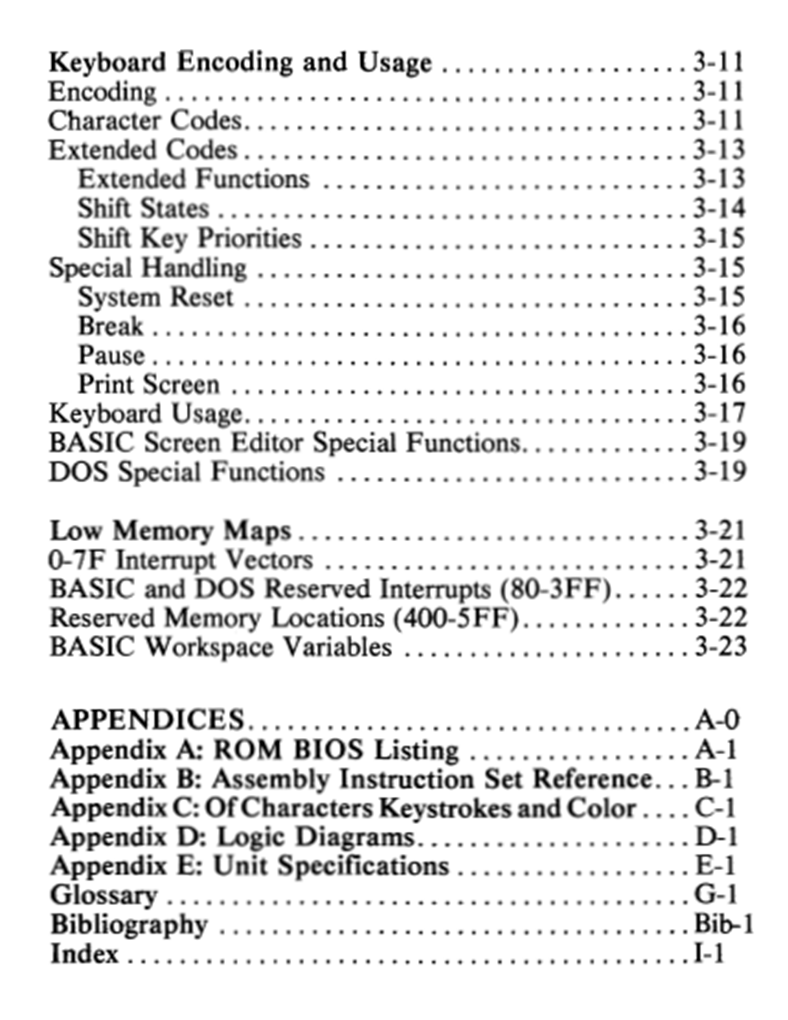 Keyboard Encoding and Usage ................... 3-11
Encoding ........................................ 3-11
Character Codes.................................. 3-11
Extended Codes .................................. 3-13
Extended Functions ............................ 3-13
Shift States .................................... 3-14
Shift Key Priorities ............................. 3-15
Special Handling ................................. 3-15
System Reset .................................. 3-15
Break ......................................... 3-16
Pause ......................................... 3-16
Print Screen ................................... 3-16
Keyboard Usage.................................. 3-17
BASIC Screen Editor Special Functions............. 3-19
DOS Special Functions ........................... 3-19
Low Memory Maps .............................. 3-21
0-7F Interrupt Vectors ............................ 3-21
BASIC and DOS Reserved Interrupts (80-3FF)...... 3-22
Reserved Memory Locations (400-5FF)............. 3-22
BASIC Workspace Variables ...................... 3-23
APPENDICES.................................. A-0
Appendix A: ROM BIOS Listing ................. A-1
Appendix B: Assembly Instruction Set Reference... B-1
Appendix C: Of Characters Keystrokes and Color .... C-1
Appendix D: Logic Diagrams..................... D-1
Appendix E: Unit Specifications .................. E-1
Glossary ........................................ G-1
Bibliography .................................... Bib-1
Index ........................................... I-1